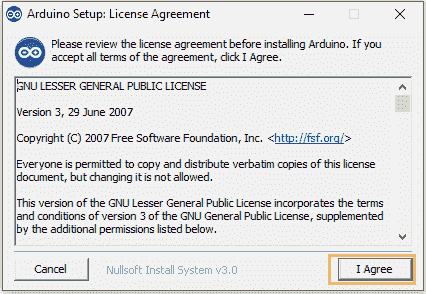 Arduino Setup: License Agreement
Please review the license agreement before installing Arduino. If you
accept all terms of the agreement, click I Agree.
GNU LESSER GENERAL PUBLIC LICENSE
Version 3, 29 June 2007
Copyright (C) 2007 Free Software Foundation, Inc. <http://fsf.org/>
Everyone is permitted to copy and distribute verbatim copies of this license
document, but changing it is not allowed.
This version of the GNU Lesser General Public License incorporates the terms
and conditions of version 3 of the GNU General Public License, supplemented
by the additional permissions listed below.
Cancel
Nullsoft Install System v3.0
I Agree